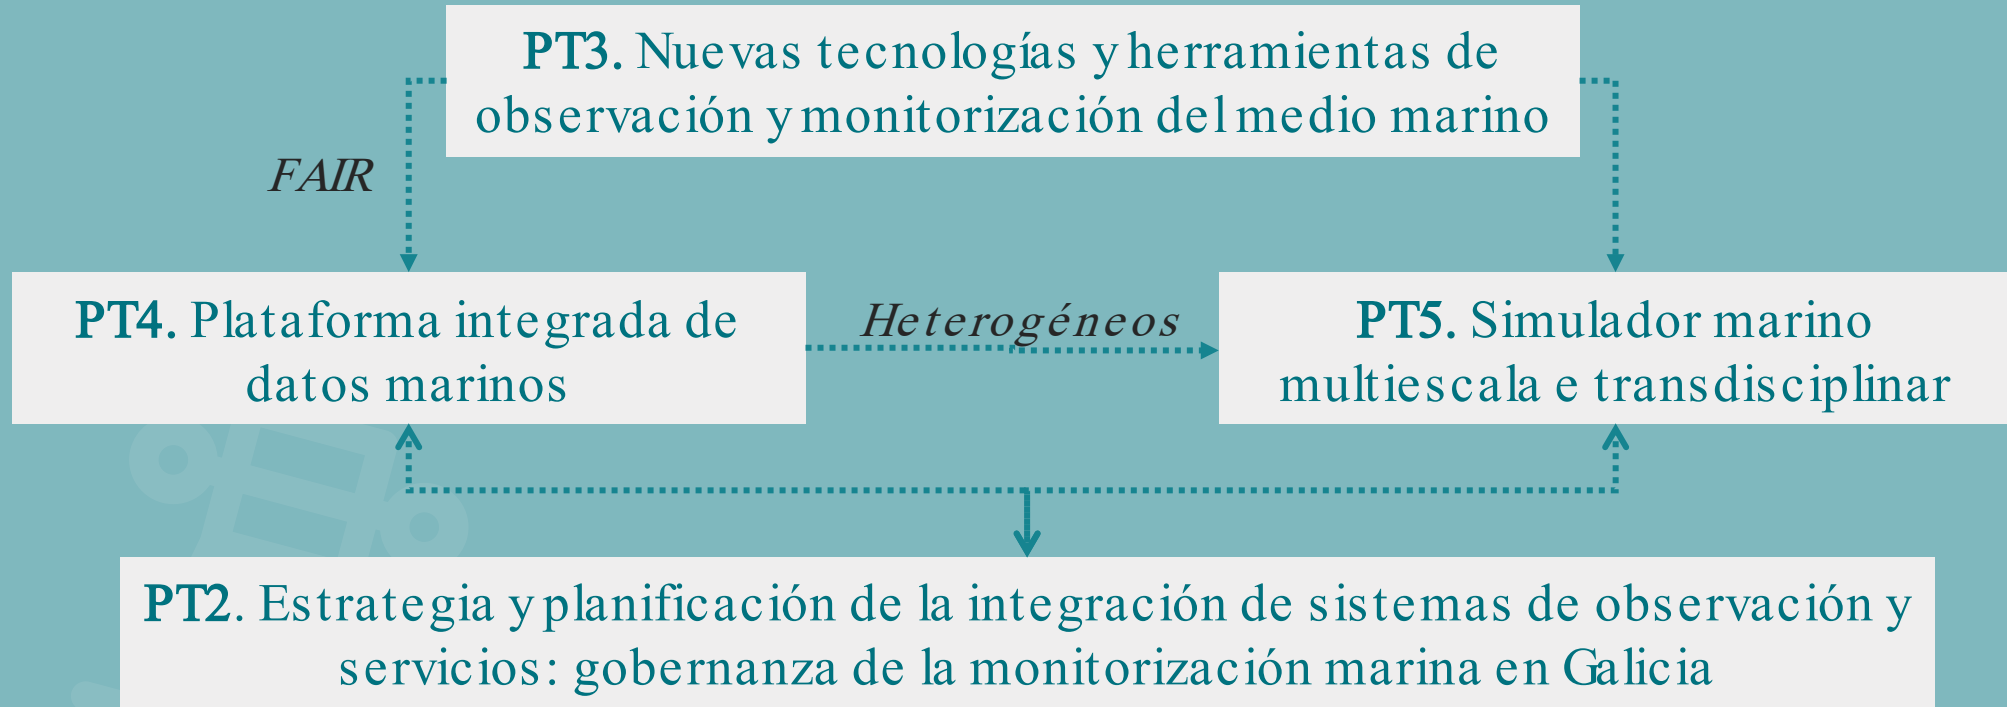 PT3. Nuevas tecnologías y herramientas de
observación y monitorización del medio marino
FAIR
PT4. Plataforma integrada de
datos marinos
Heterogéneos
PT5. Simulador marino
multiescala e transdisciplinar
PT2. Estrategia y planificación de la integración de sistemas de observación y
servicios: gobernanza de la monitorización marina en Galicia